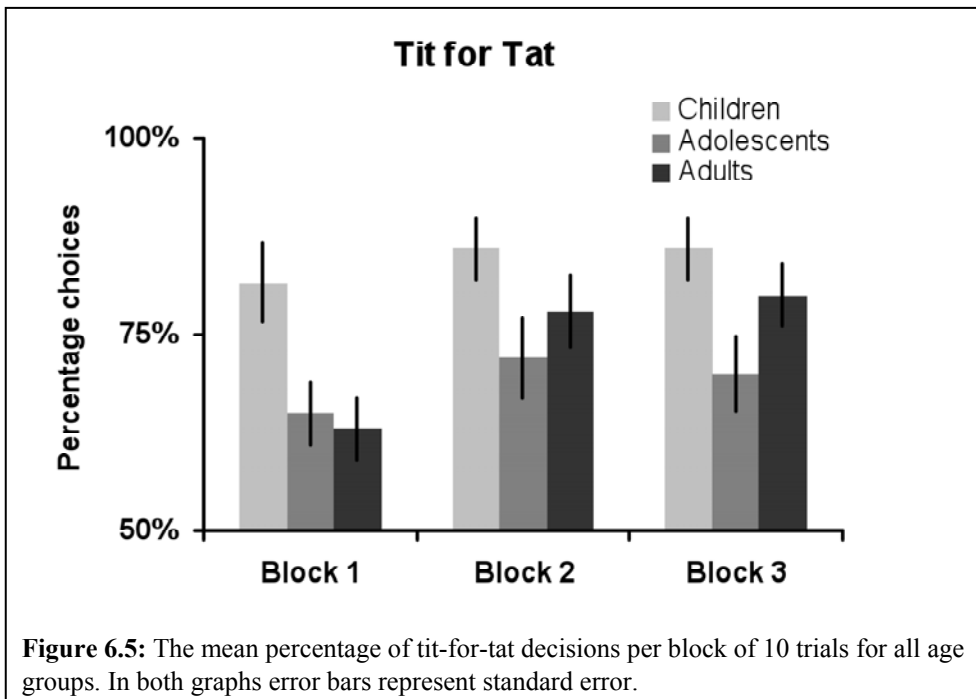 Tit for Tat
Children
Adolescents
Adults
100%
75%
50%
Percentage choices
Block 1
Block 2
Block 3
Figure 6.5: The mean percentage of tit-for-tat decisions per block of 10 trials for all age
groups. In both graphs error bars represent standard error.